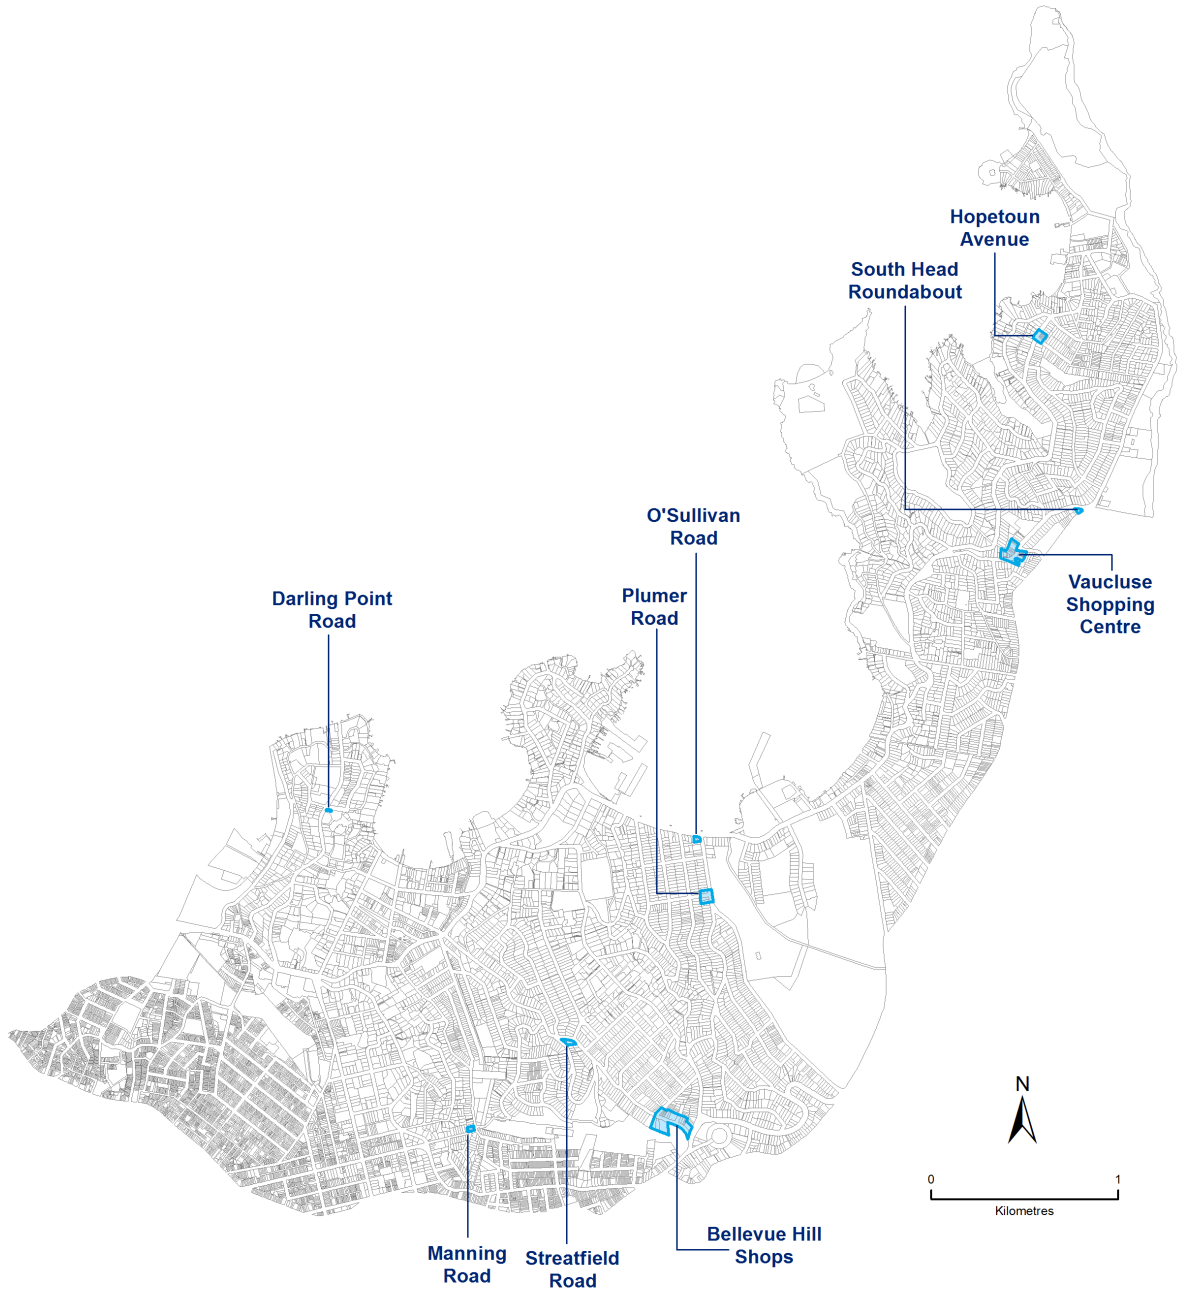 Hopetoun
Avenue
South Head
Roundabout
O'Sullivan
Road
Vaucluse
Shopping
Centre
Darling Point
Road
Plumer
Road
N
0
1
Kilometres
Bellevue Hill
Shops
Manning
Road
Streatfield
Road